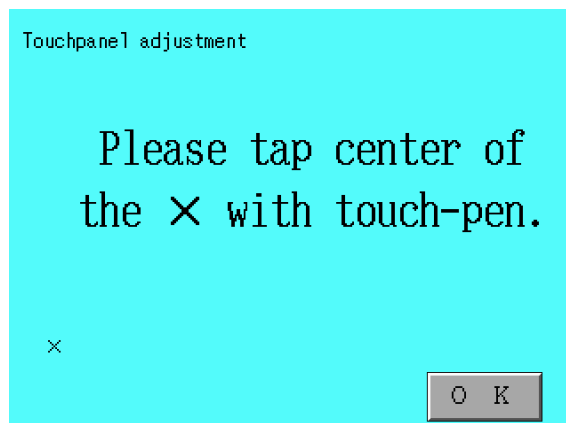 Touchpanel adjustment
Please tap center of
the × with touch-pen.
×
O K